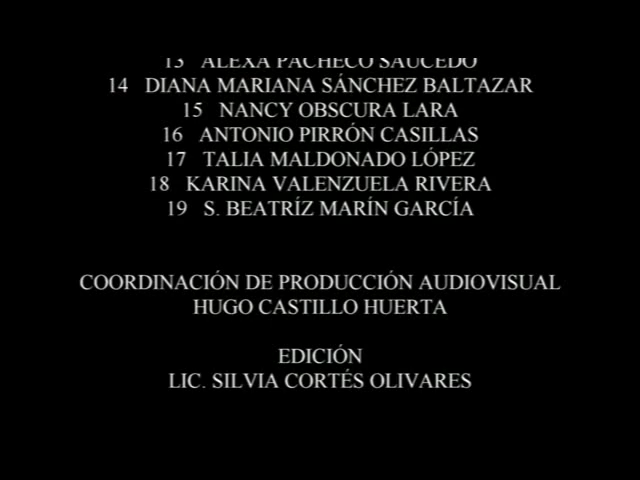 13 ALEXA PACHECO SAUCEDO
14 DIANA MARIANA SÁNCHEZ BALTAZAR
15 NANCY OBSCURA LARA
16 ANTONIO PIRRÓN CASILLAS
17 TALIA MALDONADO LÓPEZ
18 KARINA VALENZUELA RIVERA
19 S. BEATRÍZ MARÍN GARCÍA
COORDINACIÓN DE PRODUCCIÓN AUDIOVISUAL
HUGO CASTILLO HUERTA
EDICIÓN
LIC. SILVIA CORTÉS OLIVARES